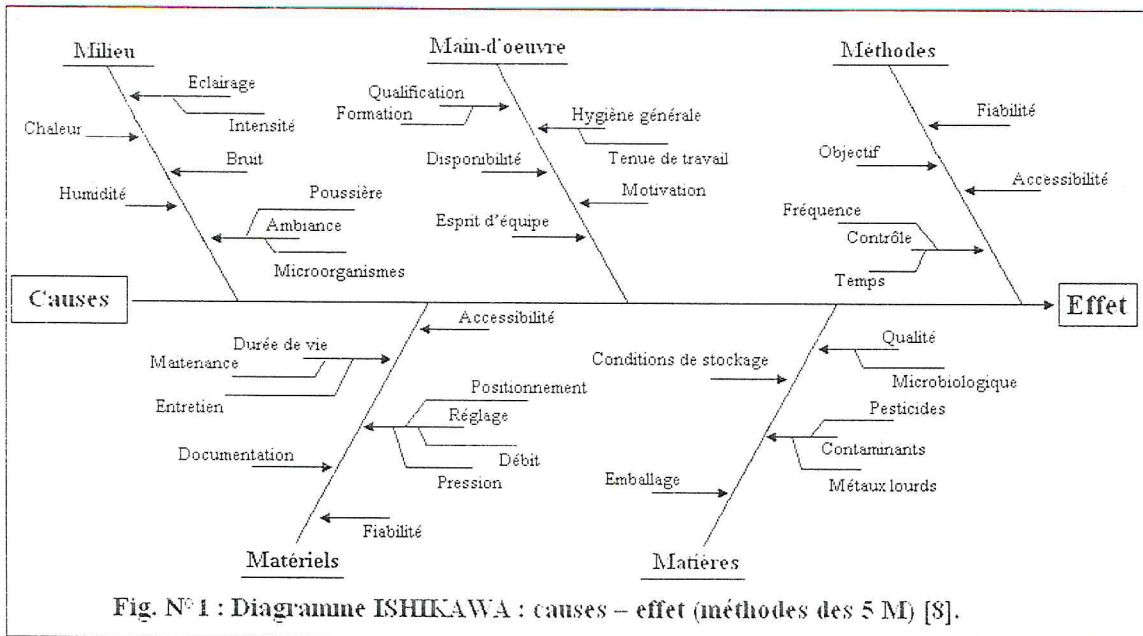 Milieu
Main-d'oeuvre
Méthodes
Eclairage
Intensité
Chaleur
Bruit
Humidité
Poussière
Ambiance
Microorganismes
Qualification
Formation
Hygiène générale
Tenue de travail
Disponibilité
Motivation
Esprit d'équipe
Fiabilité
Objectif
Accessibilité
Fréquence
Contrôle
Temps
Causes
Effet
Accessibilité
Durée de vie
Maitenance
Entretien
Positionnement
Réglage
Débit
Pression
Documentation
Fiabilité
Matériels
Qualité
Microbiologique
Conditions de stockage
Pesticides
Contaminants
Métaux lourds
Emballage
Matières
Fig. N°1 : Diagramme ISHIKAWA : causes – effet (méthodes des 5 M) [8].